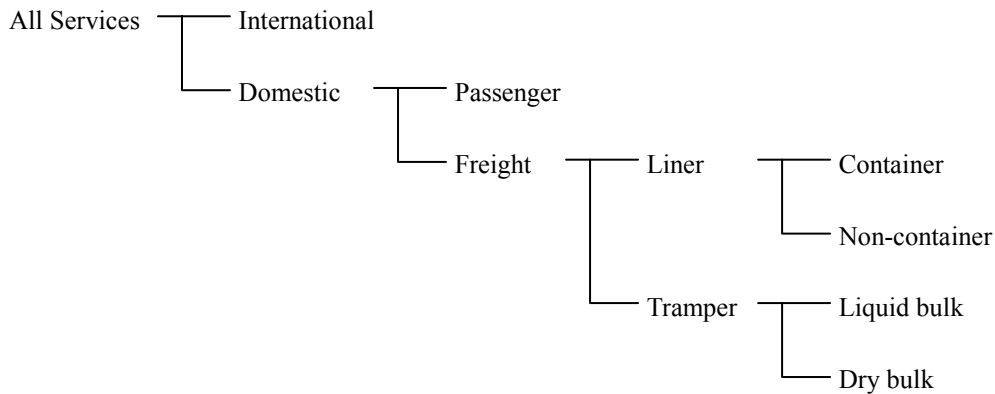 All Services International
Domestic Passenger
Freight Liner Container
Non-container
Tramper Liquid bulk
Dry bulk